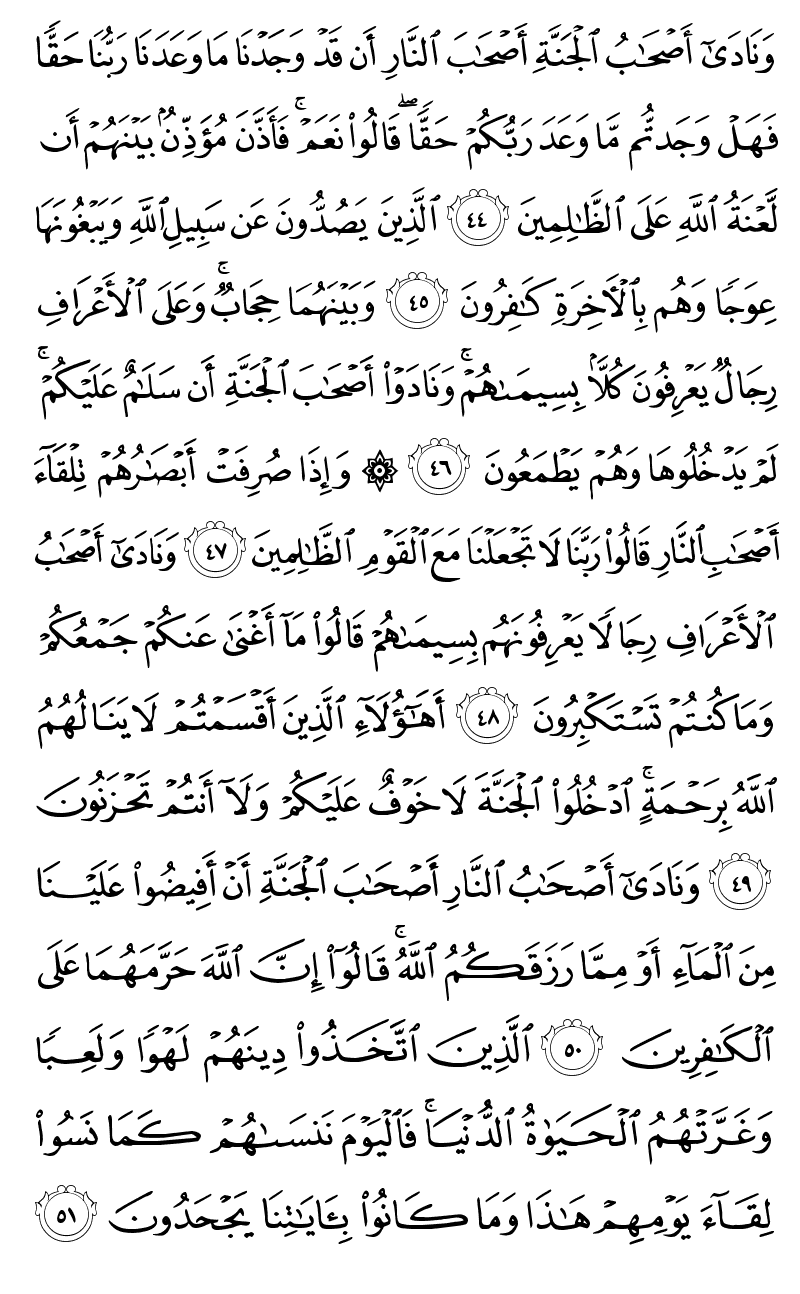 وَنَادَىٰٓ أَصْحَٰبُ ٱلْجَنَّةِ أَصْحَٰبَ ٱلنَّارِ أَن قَدْ وَجَدْنَا مَا وَعَدَنَا رَبُّنَا حَقًّا
فَهَلْ وَجَدتُّم مَّا وَعَدَ رَبُّكُمْ حَقًّا ۖ قَالُوا۟ نَعَمْ ۚ فَأَذَّنَ مُؤَذِّنٌۢ بَيْنَهُمْ أَن
لَّعْنَةُ ٱللَّهِ عَلَى ٱلظَّٰلِمِينَ ٤٤ ٱلَّذِينَ يَصُدُّونَ عَن سَبِيلِ ٱللَّهِ وَيَبْغُونَهَا
عِوَجًا وَهُم بِٱلْءَاخِرَةِ كَٰفِرُونَ ٤٥ وَبَيْنَهُمَا حِجَابٌ ۚ وَعَلَى ٱلْأَعْرَافِ
رِجَالٌ يَعْرِفُونَ كُلًّۢا بِسِيمَىٰهُمْ ۚ وَنَادَوْا۟ أَصْحَٰبَ ٱلْجَنَّةِ أَن سَلَٰمٌ عَلَيْكُمْ ۚ
لَمْ يَدْخُلُوهَا وَهُمْ يَطْمَعُونَ ٤٦ ۞ وَإِذَا صُرِفَتْ أَبْصَٰرُهُمْ تِلْقَآءَ
أَصْحَٰبِ ٱلنَّارِ قَالُوا۟ رَبَّنَا لَا تَجْعَلْنَا مَعَ ٱلْقَوْمِ ٱلظَّٰلِمِينَ ٤٧ وَنَادَىٰٓ أَصْحَٰبُ
ٱلْأَعْرَافِ رِجَالًا يَعْرِفُونَهُم بِسِيمَىٰهُمْ قَالُوا۟ مَآ أَغْنَىٰ عَنكُمْ جَمْعُكُمْ
وَمَا كُنتُمْ تَسْتَكْبِرُونَ ٤٨ أَهَٰٓؤُلَآءِ ٱلَّذِينَ أَقْسَمْتُمْ لَا يَنَالُهُمُ
ٱللَّهُ بِرَحْمَةٍ ۚ ٱدْخُلُوا۟ ٱلْجَنَّةَ لَا خَوْفٌ عَلَيْكُمْ وَلَآ أَنتُمْ تَحْزَنُونَ
٤٩ وَنَادَىٰٓ أَصْحَٰبُ ٱلنَّارِ أَصْحَٰبَ ٱلْجَنَّةِ أَنْ أَفِيضُوا۟ عَلَيْنَا
مِنَ ٱلْمَآءِ أَوْ مِمَّا رَزَقَكُمُ ٱللَّهُ ۚ قَالُوٓا۟ إِنَّ ٱللَّهَ حَرَّمَهُمَا عَلَى
ٱلْكَٰفِرِينَ ٥٠ ٱلَّذِينَ ٱتَّخَذُوا۟ دِينَهُمْ لَهْوًا وَلَعِبًا
وَغَرَّتْهُمُ ٱلْحَيَوٰةُ ٱلدُّنْيَا ۚ فَٱلْيَوْمَ نَنسَىٰهُمْ كَمَا نَسُوا۟
لِقَآءَ يَوْمِهِمْ هَٰذَا وَمَا كَانُوا۟ بِـَٔايَٰتِنَا يَجْحَدُونَ ٥١